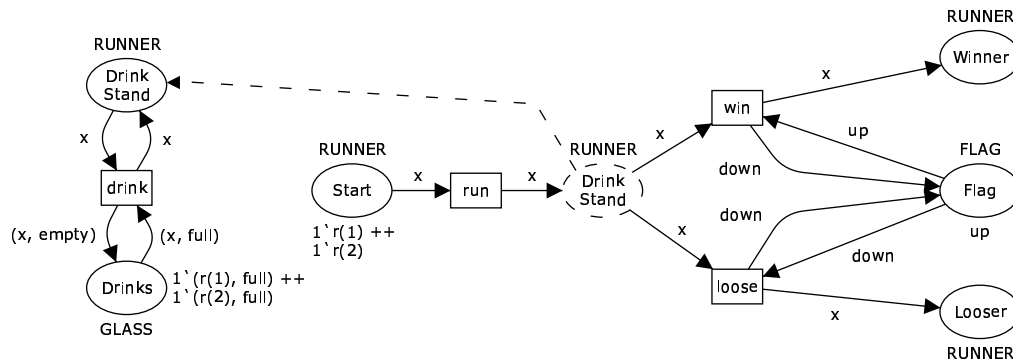 RUNNER
Drink
Stand
x
x
drink
(x, empty)
(x, full)
Drinks
1`(r(1), full) ++
1`(r(2), full)
GLASS
RUNNER
Start
1`r(1) ++
1`r(2)
x
run
x
RUNNER
Drink
Stand
x
x
win
down
down
loose
x
up
down
x
RUNNER
Winner
FLAG
Flag
up
Looser
RUNNER